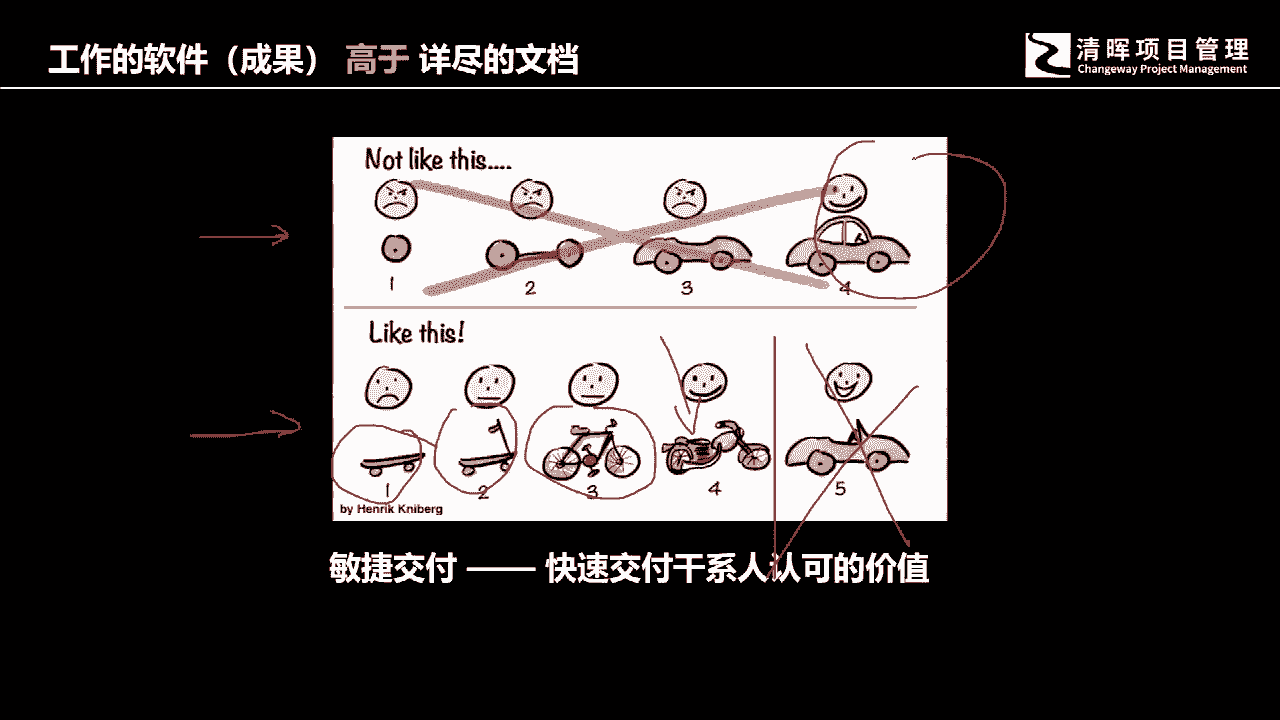 工作的软件（成果） 高于 详尽的文档
清晖项目管理
Changeway Project Management
Not like this....
1
2
3
4
Like this!
1
2
3
4
5
by Henrik Kniberg
敏捷交付 —— 快速交付干系人认可的价值